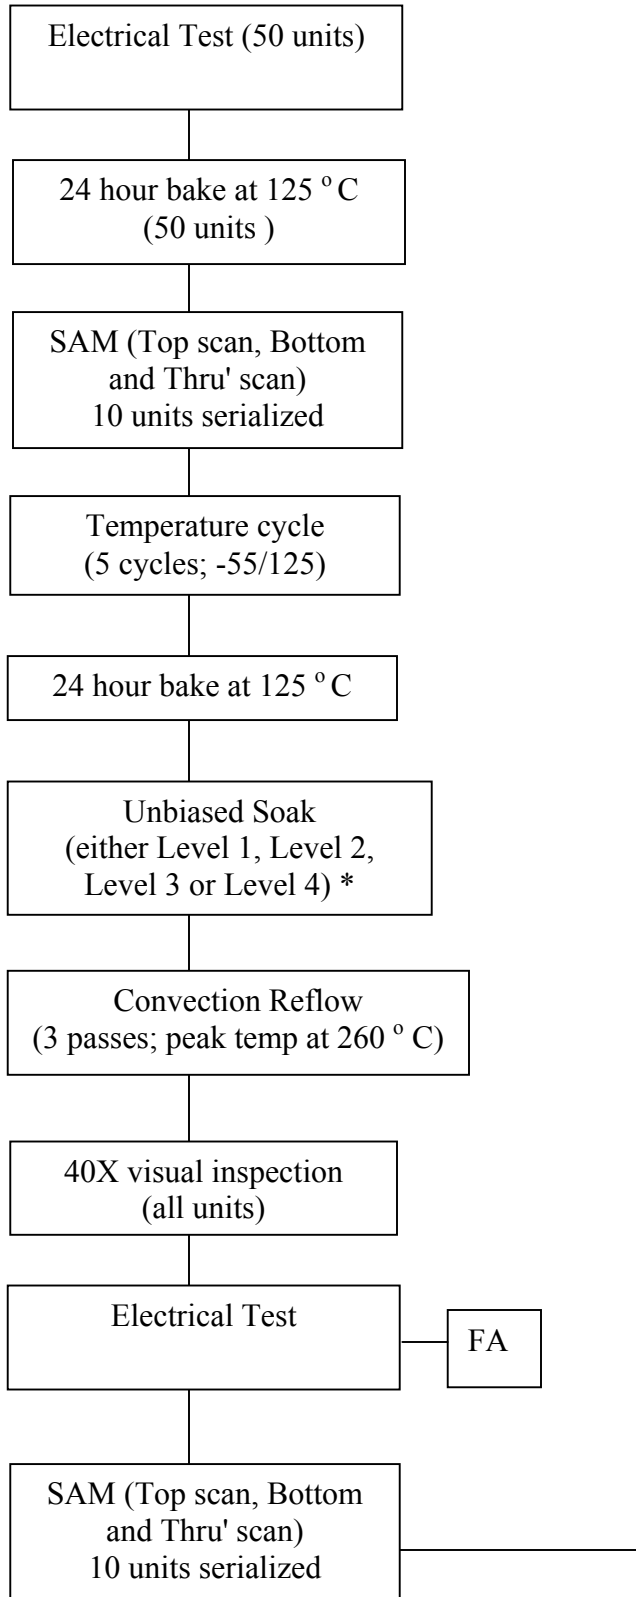 Electrical Test (50 units)
24 hour bake at 125 ° C
(50 units )
SAM (Top scan, Bottom
and Thru' scan)
10 units serialized
Temperature cycle
(5 cycles; -55/125)
24 hour bake at 125 ° C
Unbiased Soak
(either Level 1, Level 2,
Level 3 or Level 4) *
Convection Reflow
(3 passes; peak temp at 260 ° C)
40X visual inspection
(all units)
Electrical Test
FA
SAM (Top scan, Bottom
and Thru' scan)
10 units serialized